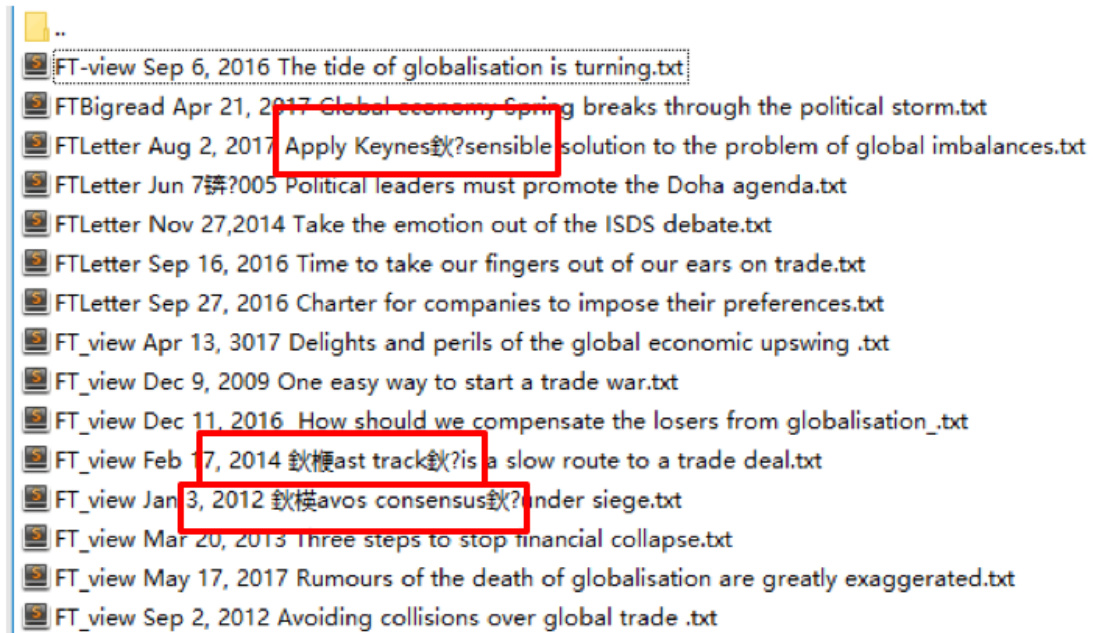 ..
FT-view Sep 6, 2016 The tide of globalisation is turning.txt
FTBigread Apr 21, 2017 Global economy Spring breaks through the political storm.txt
FTLetter Aug 2, 2017 Apply Keynes鈥?sensible solution to the problem of global imbalances.txt
FTLetter Jun 7锛?005 Political leaders must promote the Doha agenda.txt
FTLetter Nov 27,2014 Take the emotion out of the ISDS debate.txt
FTLetter Sep 16, 2016 Time to take our fingers out of our ears on trade.txt
FTLetter Sep 27, 2016 Charter for companies to impose their preferences.txt
FT_view Apr 13, 3017 Delights and perils of the global economic upswing .txt
FT_view Dec 9, 2009 One easy way to start a trade war.txt
FT_view Dec 11, 2016  How should we compensate the losers from globalisation_.txt
FT_view Feb 17, 2014 鈥榩ast track鈥?is a slow route to a trade deal.txt
FT_view Jan 3, 2012 鈥楧avos consensus鈥?under siege.txt
FT_view Mar 20, 2013 Three steps to stop financial collapse.txt
FT_view May 17, 2017 Rumours of the death of globalisation are greatly exaggerated.txt
FT_view Sep 2, 2012 Avoiding collisions over global trade .txt